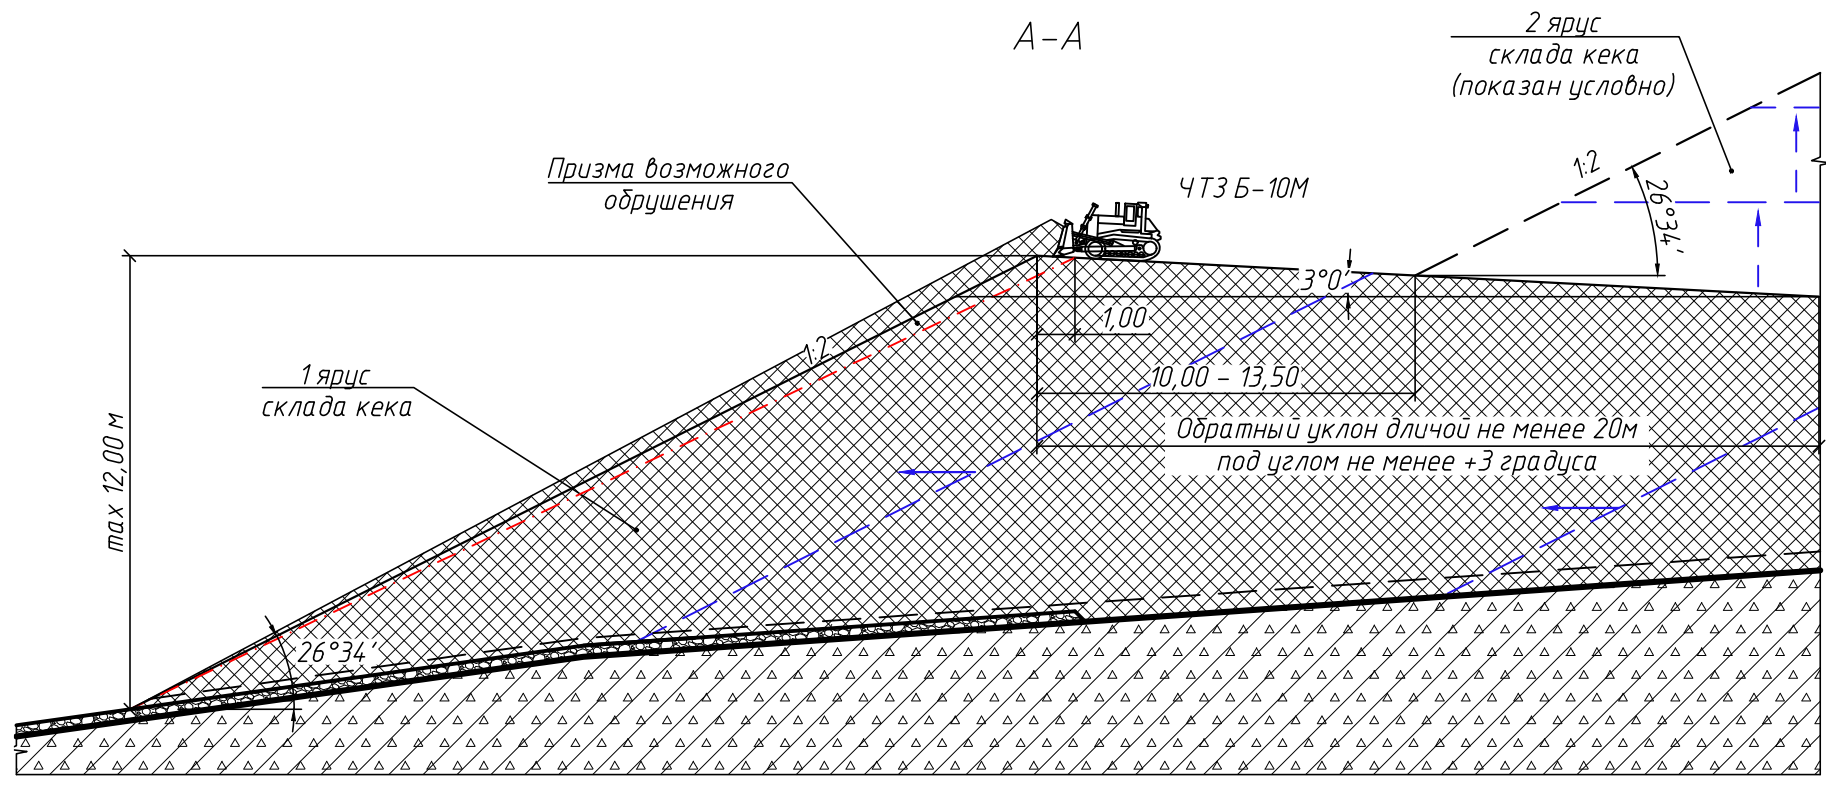 А-А
2 ярус
склада кека
(показан условно)
Призма возможного
обрушения
ЧТЗ Б-10М
1:2
26°34'
3°0'
1,00
1:2
1 ярус
склада кека
10,00 - 13,50
Обратный уклон дличой не менее 20м
под углом не менее +3 градуса
max 12,00 м
26°34'